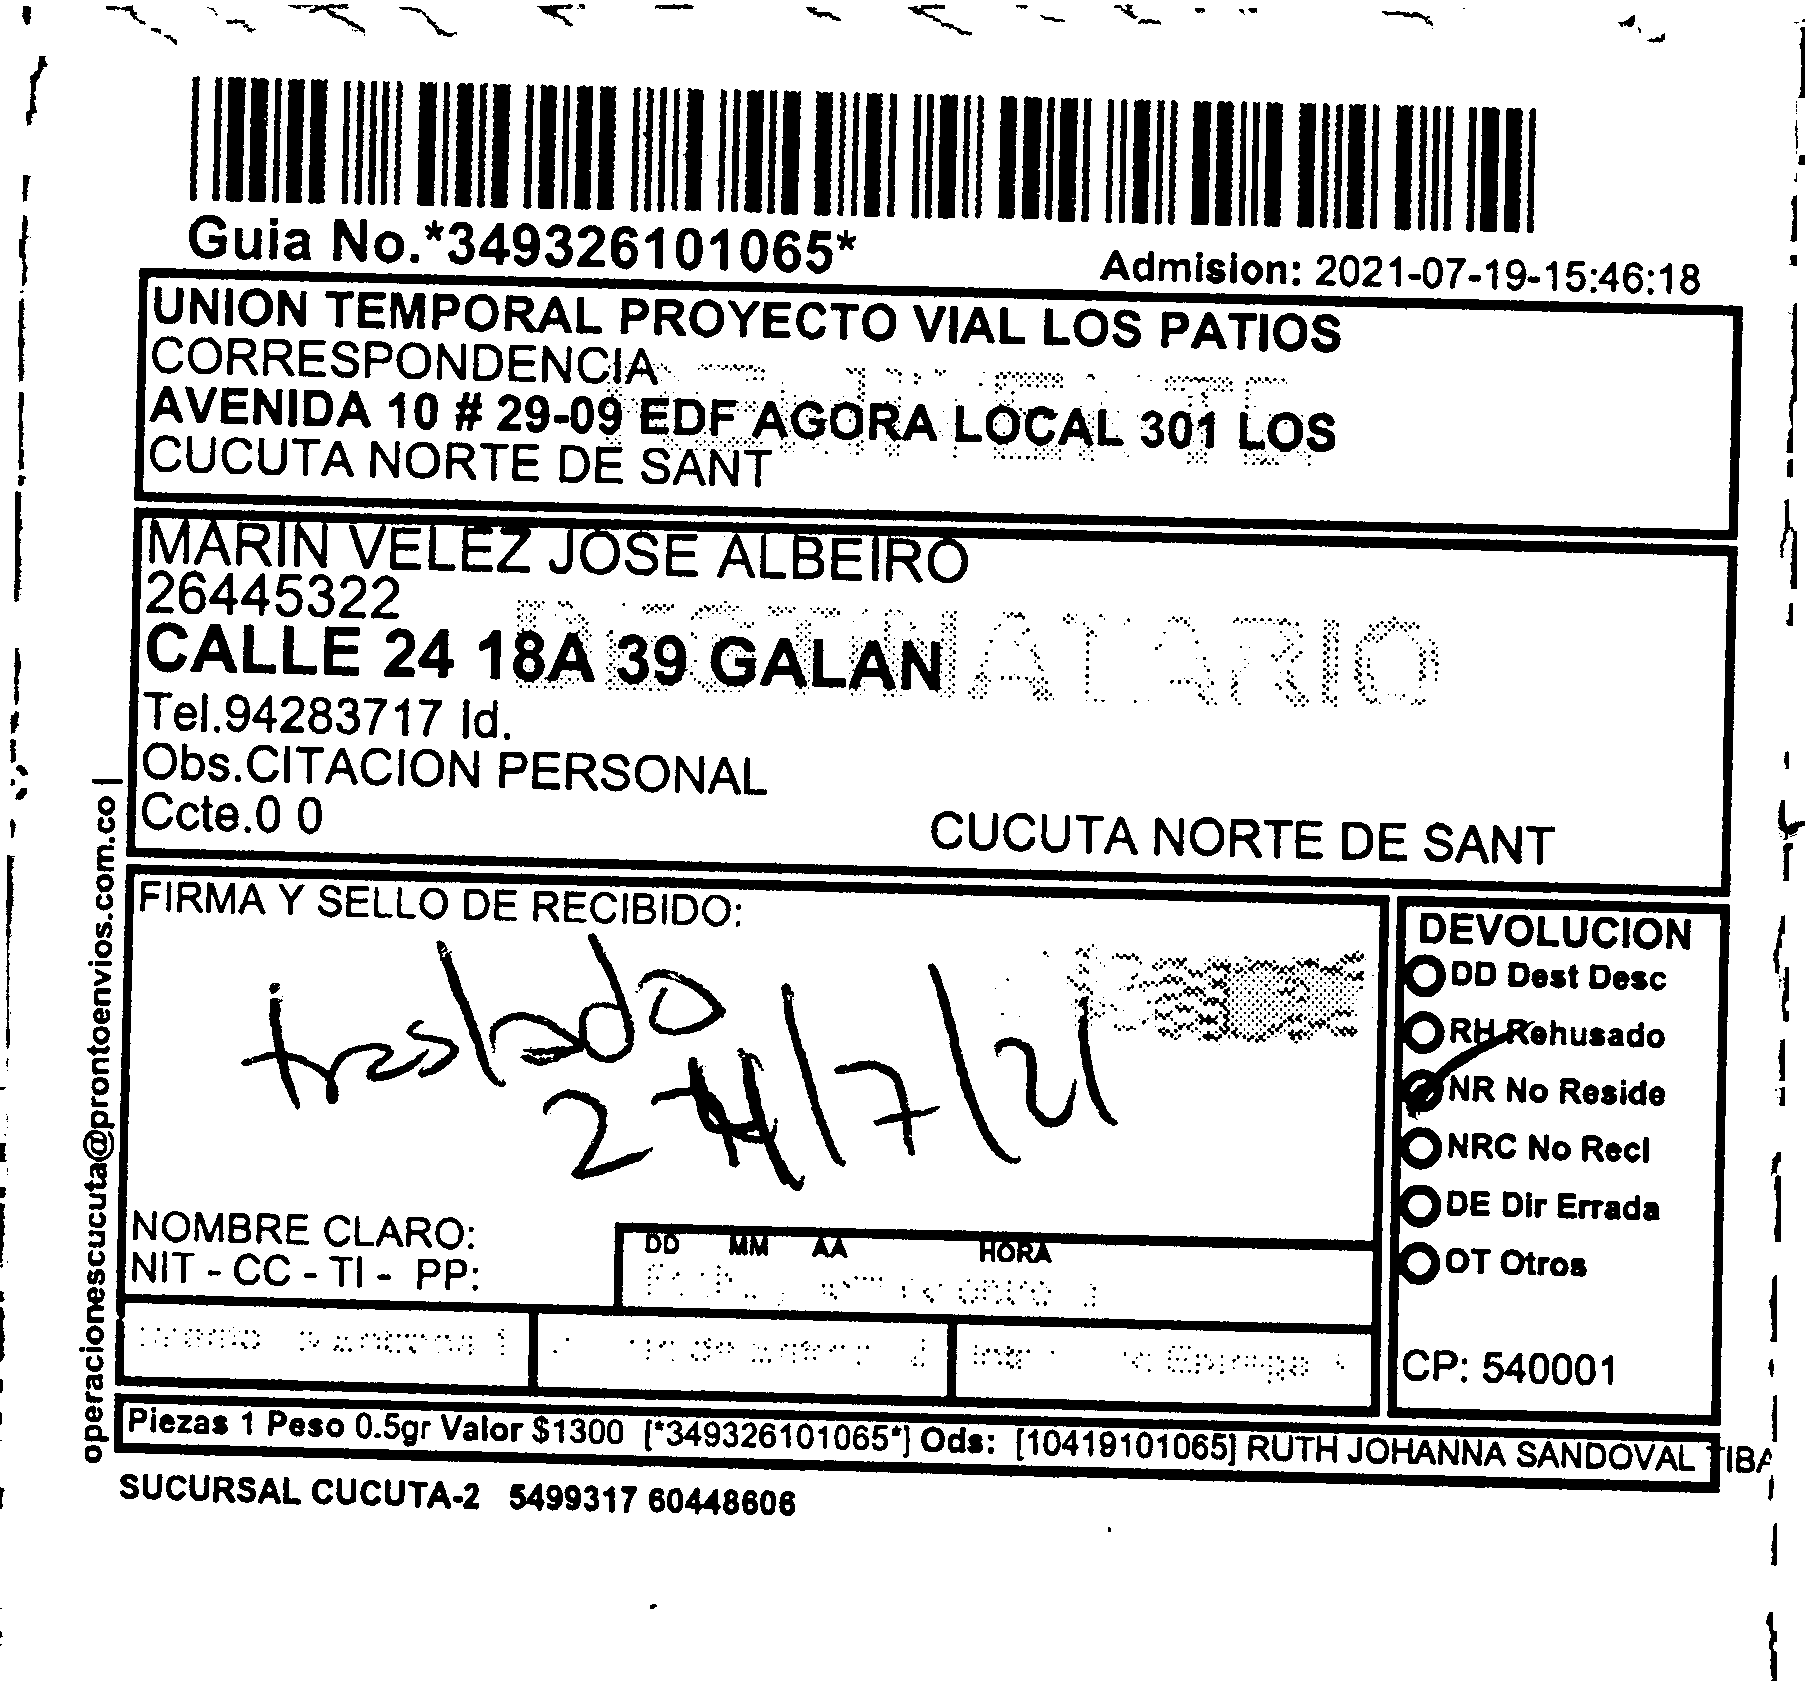 Guia No.*349326101065*
Admision: 2021-07-19-15:46:18
UNION TEMPORAL PROYECTO VIAL LOS PATIOS
CORRESPONDENCIA
AVENIDA 10 # 29-09 EDF AGORA LOCAL 301 LOS
CUCUTA NORTE DE SANT
MARIN VELEZ JOSE ALBEIRO
26445322
DESTINATARIO
CALLE 24 18A 39 GALAN
Tel.94283717 Id.
Obs.CITACION PERSONAL
Ccte.0 0
CUCUTA NORTE DE SANT
operacionescucuta@prontoenvios.com.co |
FIRMA Y SELLO DE RECIBIDO:
traslado
/7/21
NOMBRE CLARO:
NIT - CC - TI - PP:
DD MM AA HORA
DEVOLUCION
DD Dest Desc
RH Rehusado
NR No Reside
NRC No Recl
DE Dir Errada
OT Otros
CP: 540001
Piezas 1 Peso 0.5gr Valor $1300 [*349326101065*] Ods: [10419101065] RUTH JOHANNA SANDOVAL TIBA
SUCURSAL CUCUTA-2 5499317 60448606